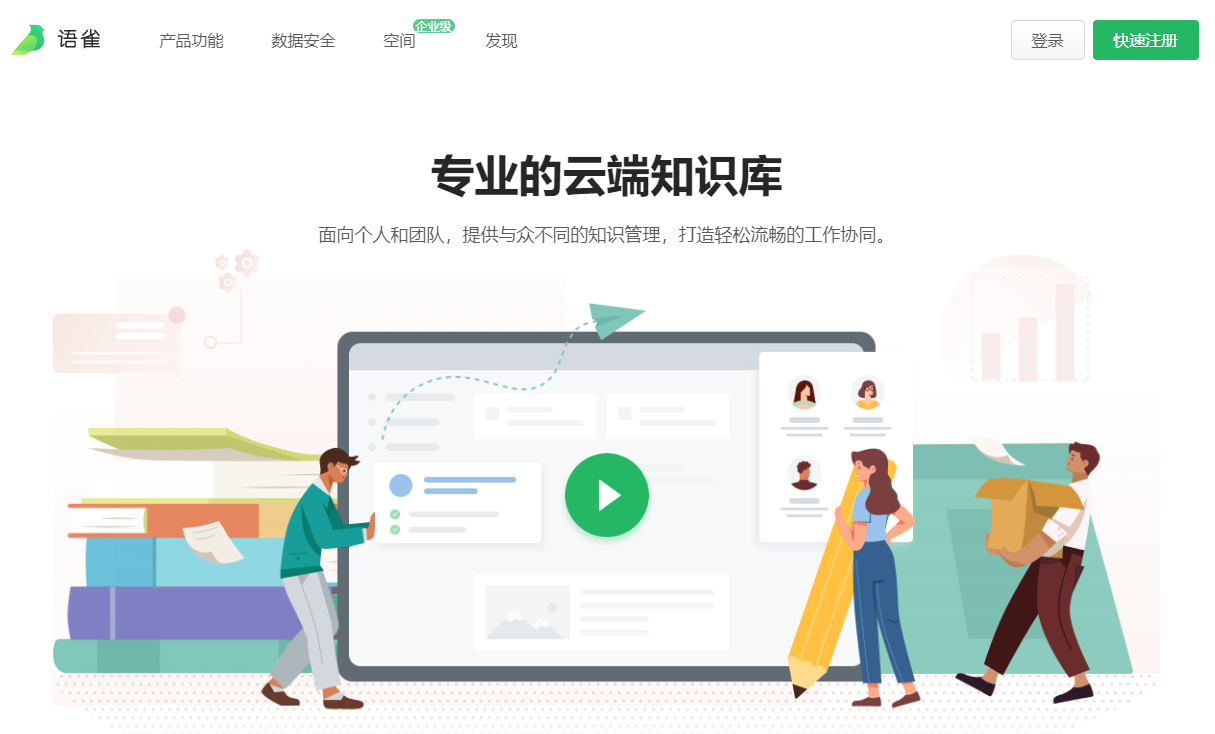 语雀
产品功能
数据安全
空间
企业级
发现
登录
快速注册
专业的云端知识库
面向个人和团队，提供与众不同的知识管理，打造轻松流畅的工作协同。